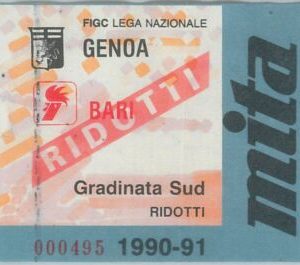 FIGC LEGA NAZIONALE
GENOA
BARI
RIDOTTI
Gradinata Sud
RIDOTTI
000495 1990-91
mita